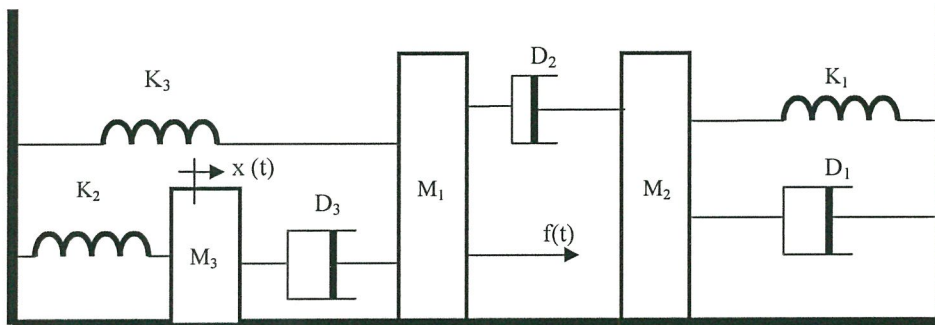 D₂
K₃
K₁
x (t)
K₂
D₁
M₁
M₂
D₃
f(t)
M₃